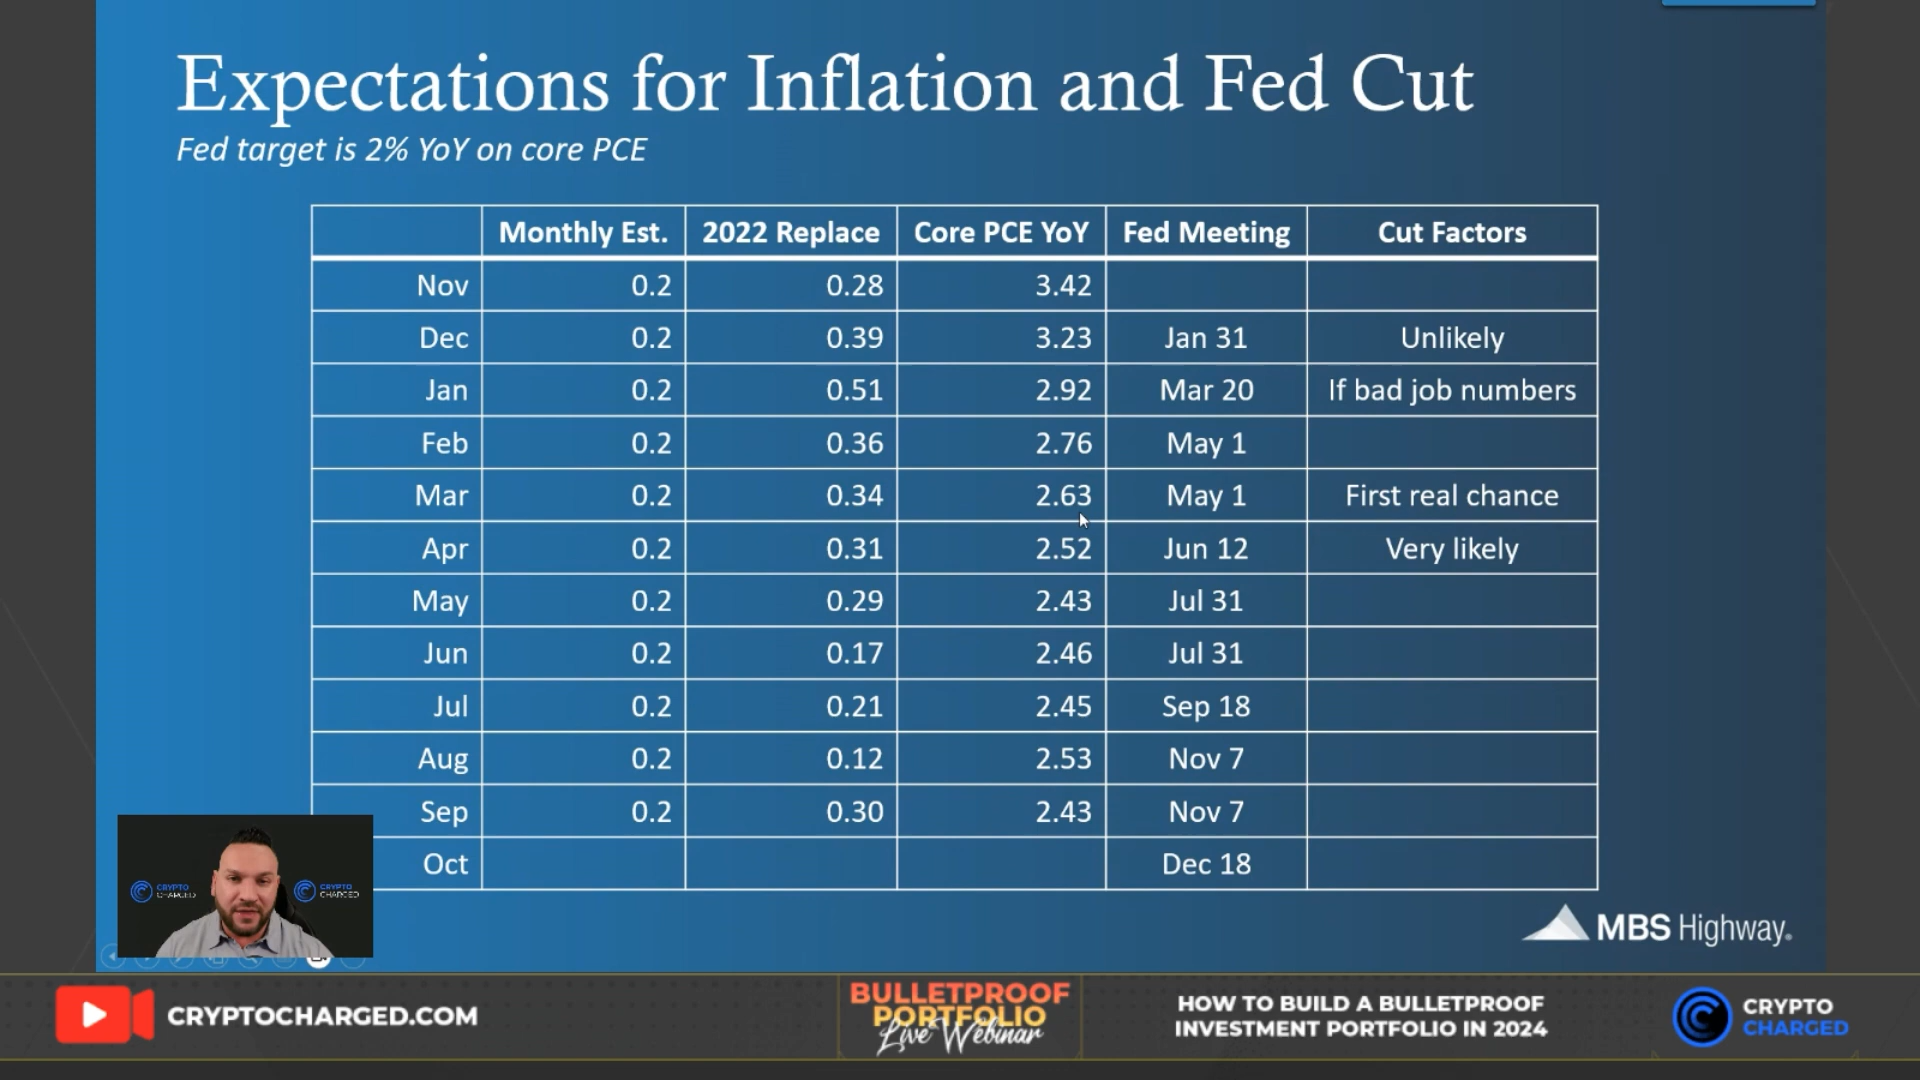 Expectations for Inflation and Fed Cut
Fed target is 2% YoY on core PCE
Monthly Est. 2022 Replace Core PCE YoY Fed Meeting Cut Factors
Nov 0.2 0.28 3.42
Dec 0.2 0.39 3.23 Jan 31 Unlikely
Jan 0.2 0.51 2.92 Mar 20 If bad job numbers
Feb 0.2 0.36 2.76 May 1
Mar 0.2 0.34 2.63 May 1 First real chance
Apr 0.2 0.31 2.52 Jun 12 Very likely
May 0.2 0.29 2.43 Jul 31
Jun 0.2 0.17 2.46 Jul 31
Jul 0.2 0.21 2.45 Sep 18
Aug 0.2 0.12 2.53 Nov 7
Sep 0.2 0.30 2.43 Nov 7
Oct Dec 18
CRYPTO CHARGED
CRYPTO CHARGED
MBS Highway®
CRYPTOCHARGED.COM
BULLETPROOF
PORTFOLIO
Live Webinar
HOW TO BUILD A BULLETPROOF
INVESTMENT PORTFOLIO IN 2024
CRYPTO
CHARGED